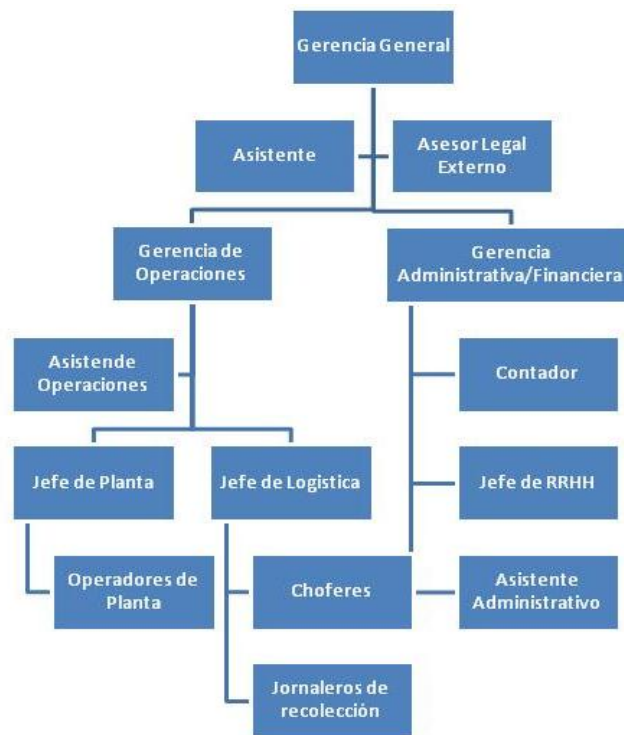 Gerencia General
Asistente
Asesor Legal
Externo
Gerencia de
Operaciones
Gerencia
Administrativa/Financiera
Asistende
Operaciones
Contador
Jefe de Planta
Jefe de Logistica
Jefe de RRHH
Operadores de
Planta
Choferes
Asistente
Administrativo
Jornaleros de
recolección